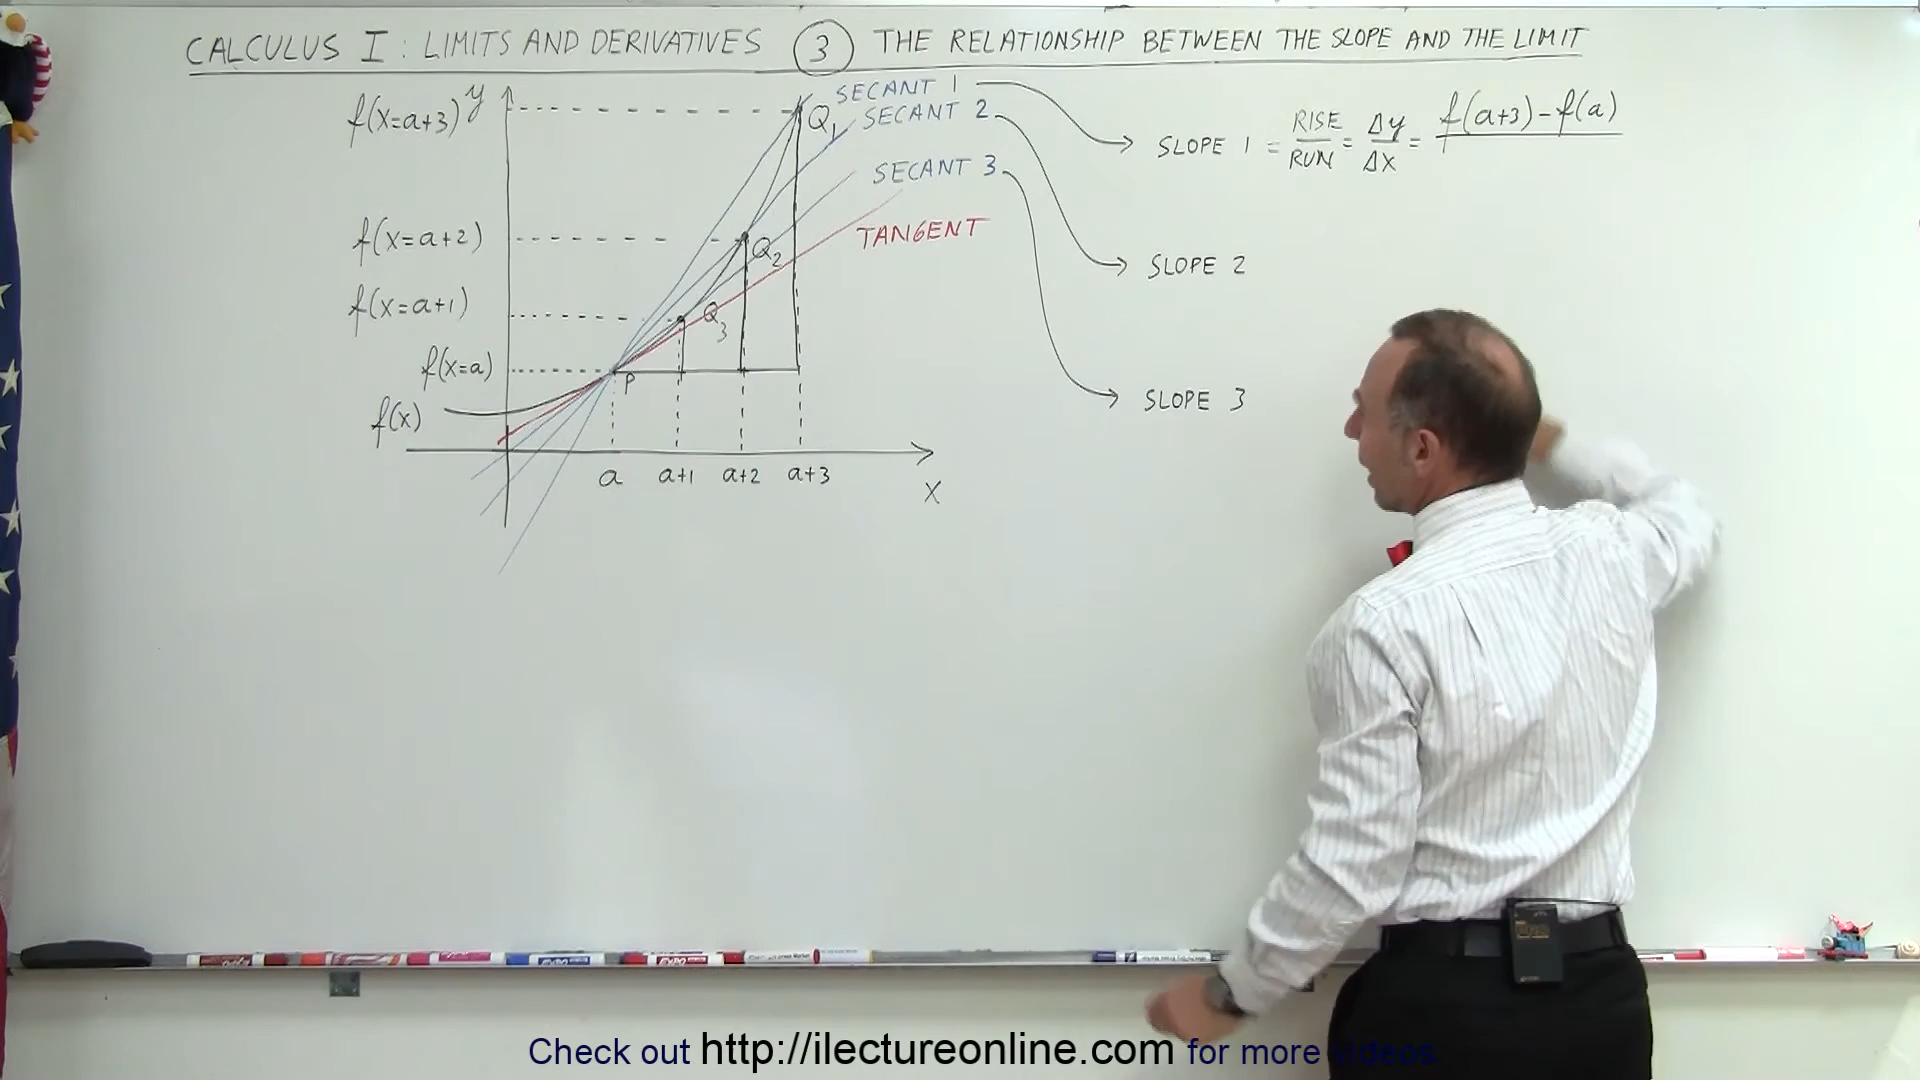 CALCULUS I : LIMITS AND DERIVATIVES ③ THE RELATIONSHIP BETWEEN THE SLOPE AND THE LIMIT
y
SECANT 1
f(x=a+3)
Q1
SECANT 2
SLOPE 1 = RISE/RUN = Δy/Δx = f(a+3)-f(a)
SECANT 3
TANGENT
f(x=a+2)
Q2
SLOPE 2
f(x=a+1)
Q3
f(x=a)
P
SLOPE 3
f(x)
a a+1 a+2 a+3
X
EXPO
Check out http://ilectureonline.com for more videos